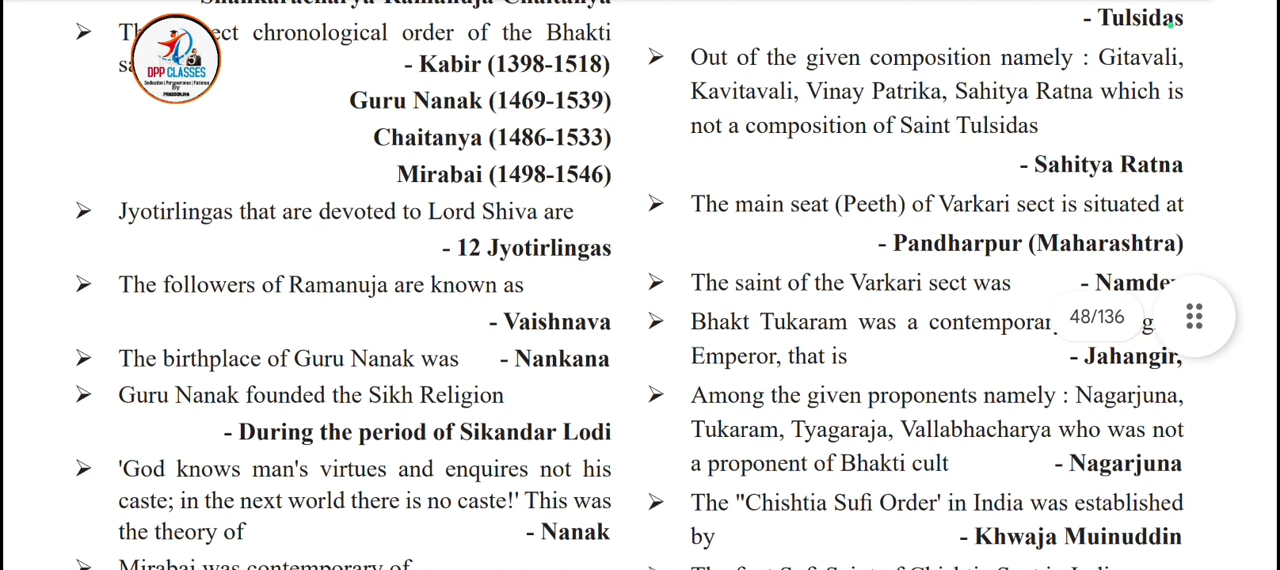 Shankaracharya-Ramanuja-Chaitanya
chronological order of the Bhakti
- Kabir (1398-1518)
Guru Nanak (1469-1539)
Chaitanya (1486-1533)
Mirabai (1498-1546)
➢ Jyotirlingas that are devoted to Lord Shiva are
- 12 Jyotirlingas
➢ The followers of Ramanuja are known as
- Vaishnava
➢ The birthplace of Guru Nanak was - Nankana
➢ Guru Nanak founded the Sikh Religion
- During the period of Sikandar Lodi
➢ 'God knows man's virtues and enquires not his
caste; in the next world there is no caste!' This was
the theory of - Nanak
➢ Mirabai was contemporary of
DPP CLASSES
By
- Tulsidas
➢ Out of the given composition namely : Gitavali,
Kavitavali, Vinay Patrika, Sahitya Ratna which is
not a composition of Saint Tulsidas
- Sahitya Ratna
➢ The main seat (Peeth) of Varkari sect is situated at
- Pandharpur (Maharashtra)
➢ The saint of the Varkari sect was -
➢ Bhakt Tukaram was a
Emperor, that is - Jahangir,
➢ Among the given proponents namely : Nagarjuna,
Tukaram, Tyagaraja, Vallabhacharya who was not
a proponent of Bhakti cult - Nagarjuna
➢ The "Chishtia Sufi Order' in India was established
by - Khwaja Muinuddin
48/136